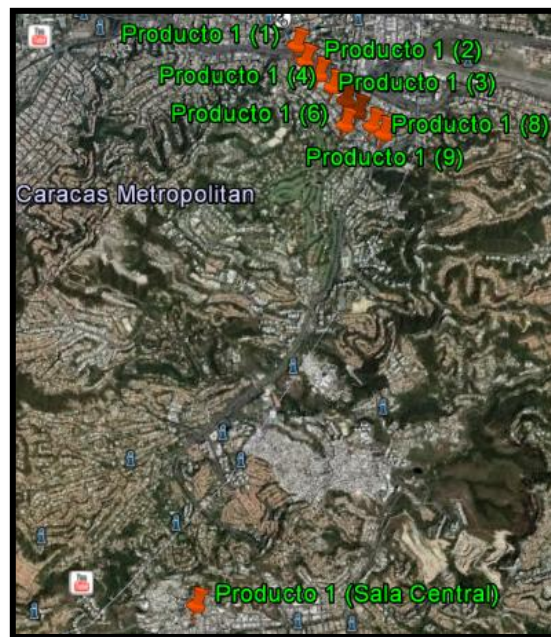 Producto 1 (1)
Producto 1 (2)
Producto 1 (4)
Producto 1 (3)
Producto 1 (6)
Producto 1 (8)
Producto 1 (9)
Caracas Metropolitan
Producto 1 (Sala Central)